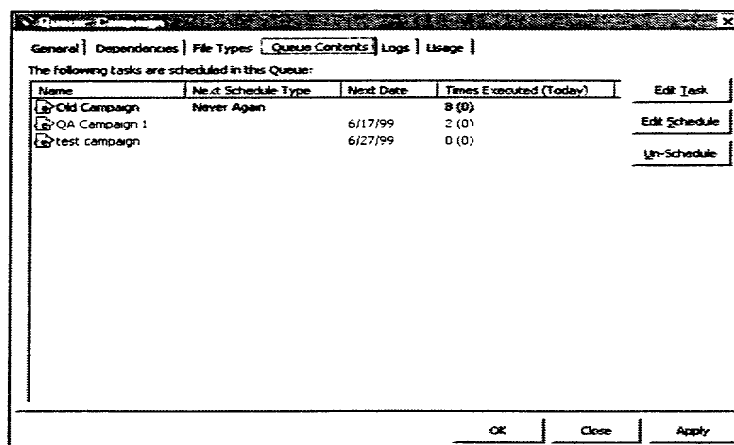 General Dependencies File Types Queue Contents Logs Usage
The following tasks are scheduled in this Queue:
Name Next Schedule Type Next Date Times Executed (Today) Edit Task
Old Campaign Never Again 8 (0)
QA Campaign 1 6/17/99 2 (0) Edit Schedule
test campaign 6/27/99 0 (0)
Un-Schedule
OK Close Apply